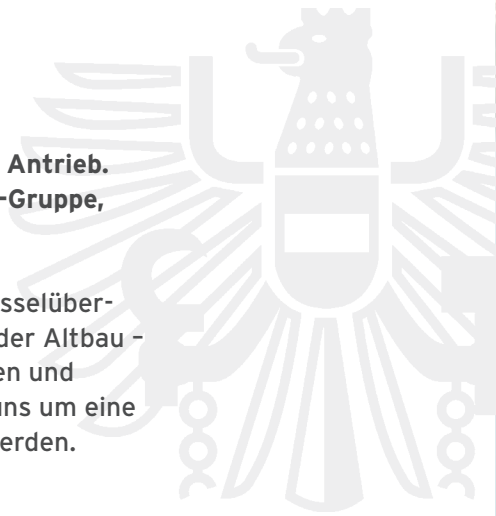 Antrieb.
-Gruppe,
sselüber-
der Altbau –
en und
uns um eine
erden.